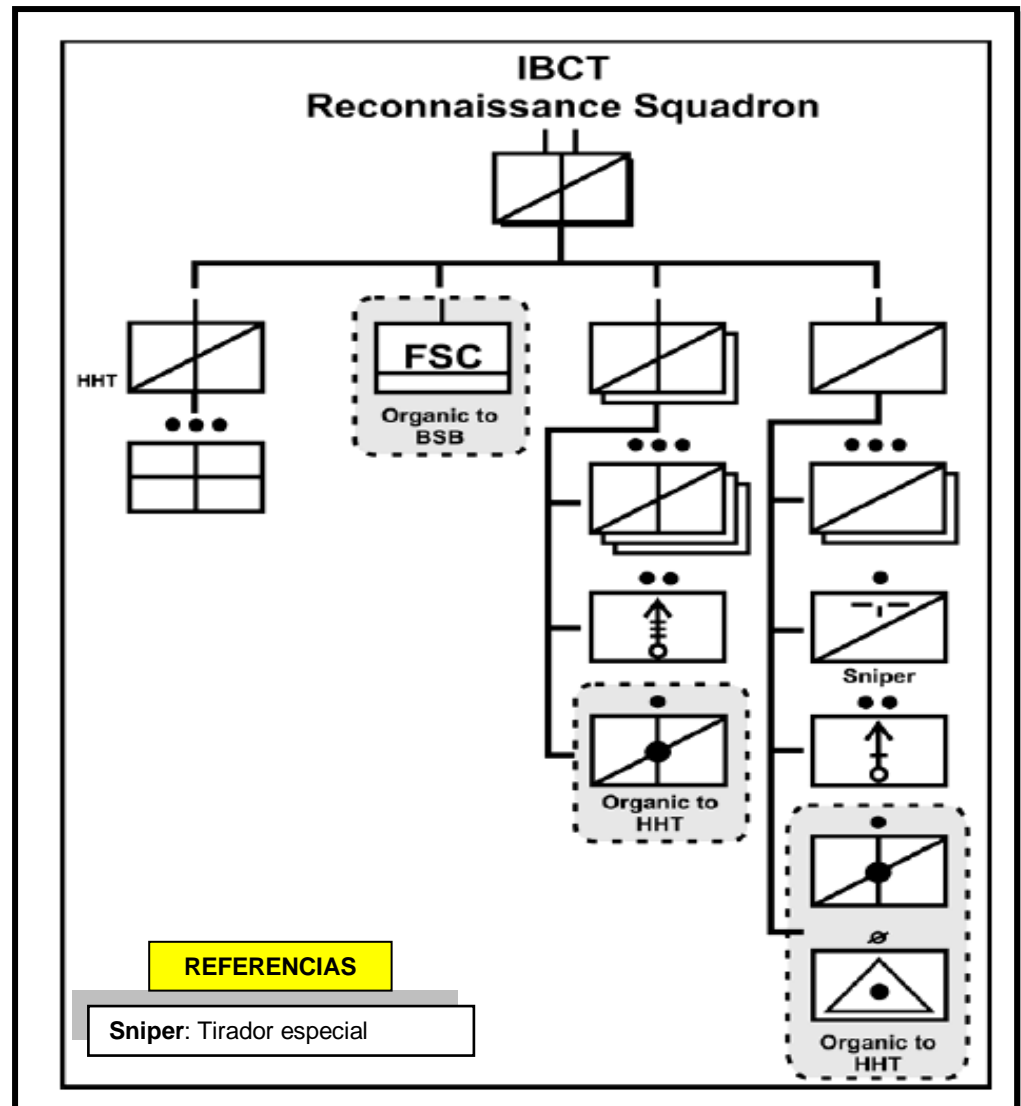 IBCT
Reconnaissance Squadron
HHT
FSC
Organic to
BSB
Sniper
Organic to
HHT
Organic to
HHT
REFERENCIAS
Sniper: Tirador especial